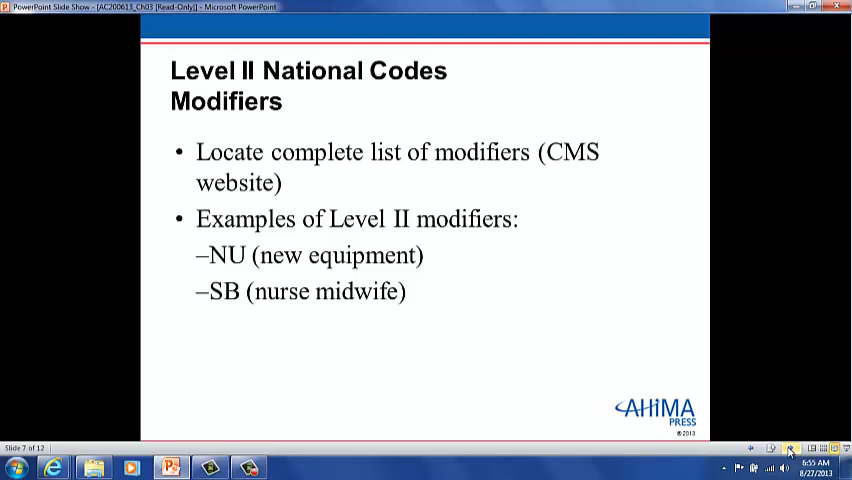 PowerPoint Slide Show - [AC200613_Ch03 [Read-Only]] - Microsoft PowerPoint
Level II National Codes
Modifiers
• Locate complete list of modifiers (CMS
website)
• Examples of Level II modifiers:
–NU (new equipment)
–SB (nurse midwife)
AHIMA
PRESS
©2013
Slide 7 of 12
6:55 AM
8/27/2013